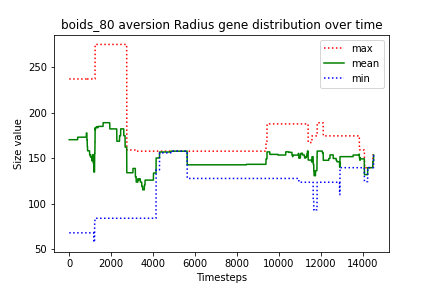 boids_80 aversion Radius gene distribution over time
max
mean
min
Size value
250
200
150
100
50
0
2000
4000
6000
8000
10000
12000
14000
Timesteps